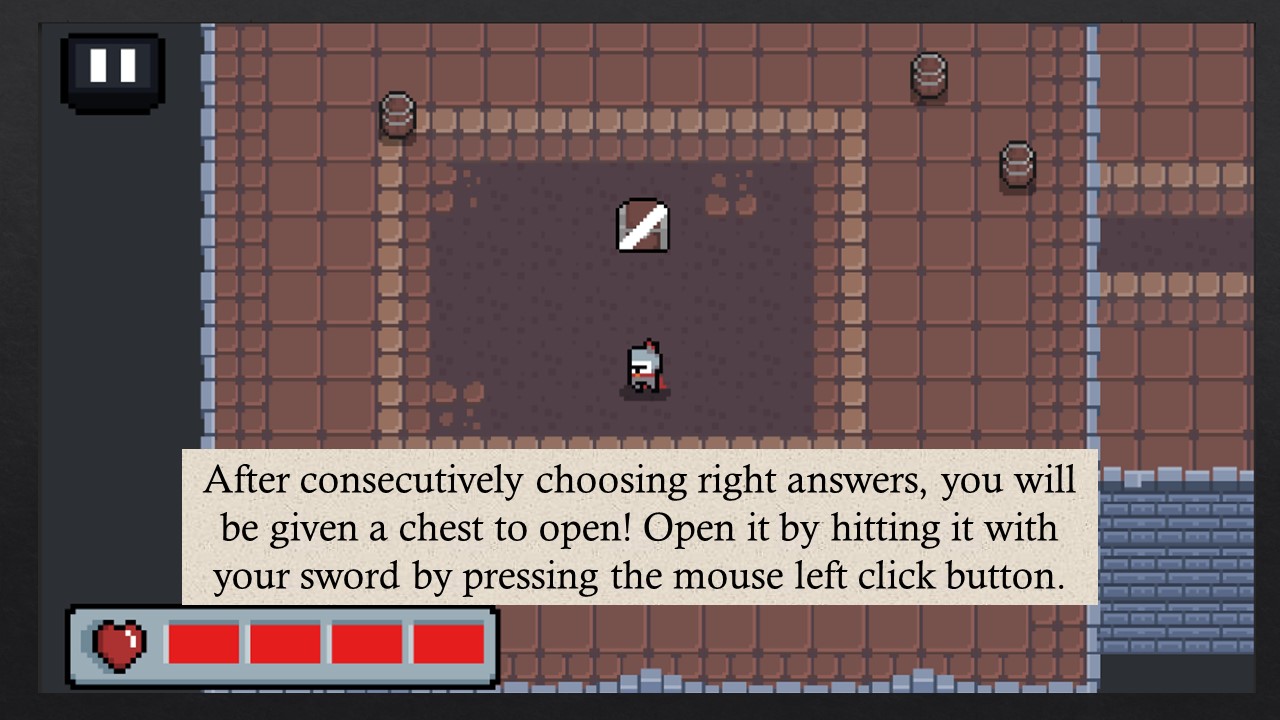 After consecutively choosing right answers, you will
be given a chest to open! Open it by hitting it with
your sword by pressing the mouse left click button.